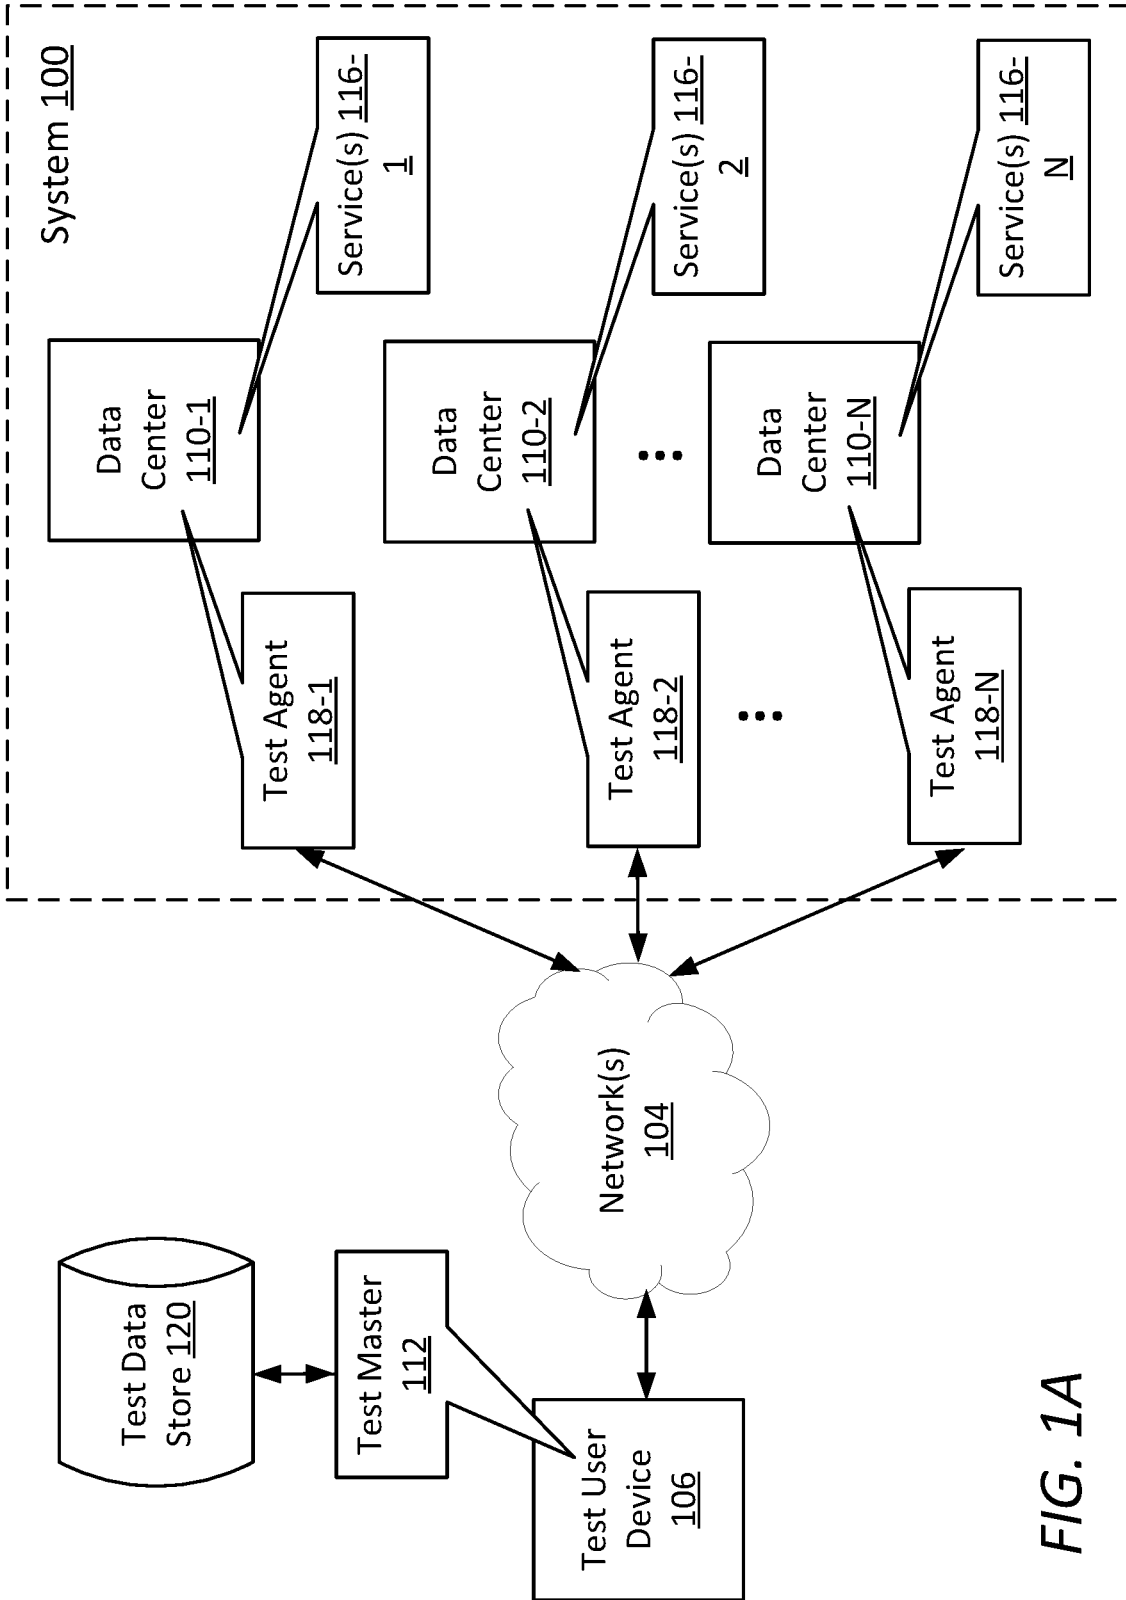 System 100
Test Data
Store 120
Data
Center
110-1
Test Agent
118-1
Service(s) 116-
1
Test Master
112
Data
Center
110-2
Test User
Device
106
Network(s)
104
Test Agent
118-2
Service(s) 116-
2
...
...
Data
Center
110-N
Test Agent
118-N
Service(s) 116-
N
FIG. 1A